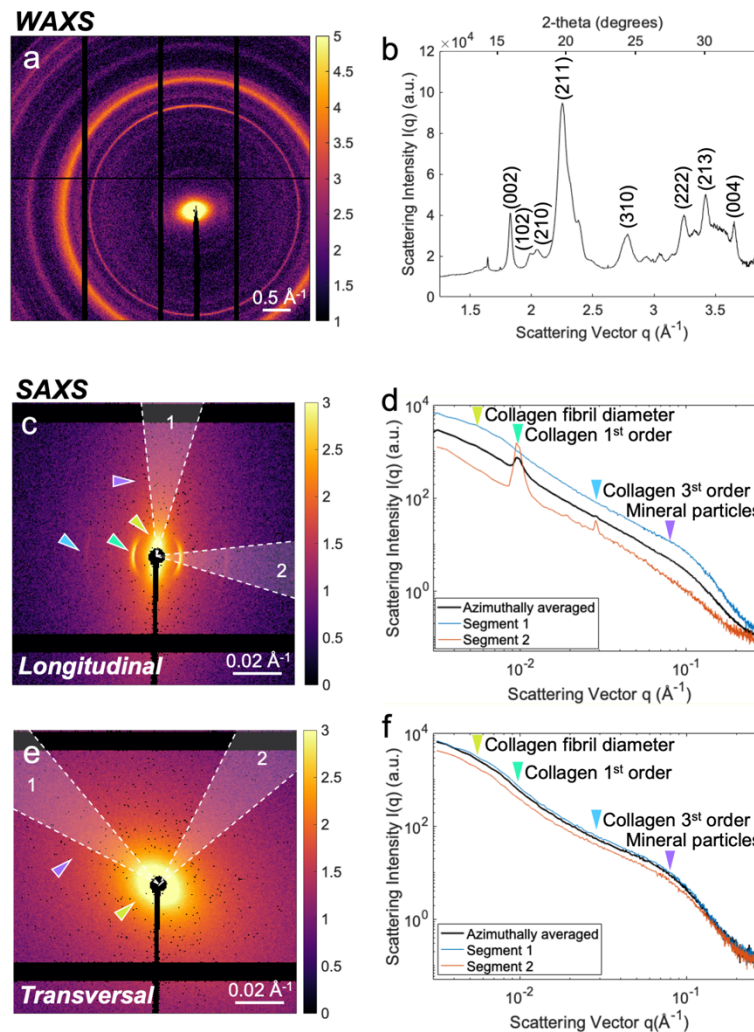 WAXS
a
5
4.5
4
3.5
3
2.5
2
1.5
1
0.5 Å⁻¹
b
2-theta (degrees)
15 20 25 30
×10⁴
12
10
8
6
4
2
0
Scattering Intensity I(q) (a.u.)
(002)
(102)
(210)
(211)
(310)
(222)
(213)
(004)
1.5 2 2.5 3 3.5
Scattering Vector q (Å⁻¹)
SAXS
c
1
2
3
2.5
2
1.5
1
0.5
0
Longitudinal
0.02 Å⁻¹
d
10⁴
10²
10⁰
Scattering Intensity I(q) (a.u.)
Collagen fibril diameter
Collagen 1ˢᵗ order
Collagen 3ˢᵗ order
Mineral particles
Azimuthally averaged
Segment 1
Segment 2
10⁻² 10⁻¹
Scattering Vector q (Å⁻¹)
e
1
2
3
2.5
2
1.5
1
0.5
0
Transversal
0.02 Å⁻¹
f
10⁴
10²
10⁰
Scattering Intensity I(q) (a.u.)
Collagen fibril diameter
Collagen 1ˢᵗ order
Collagen 3ˢᵗ order
Mineral particles
Azimuthally averaged
Segment 1
Segment 2
10⁻² 10⁻¹
Scattering Vector q(Å⁻¹)